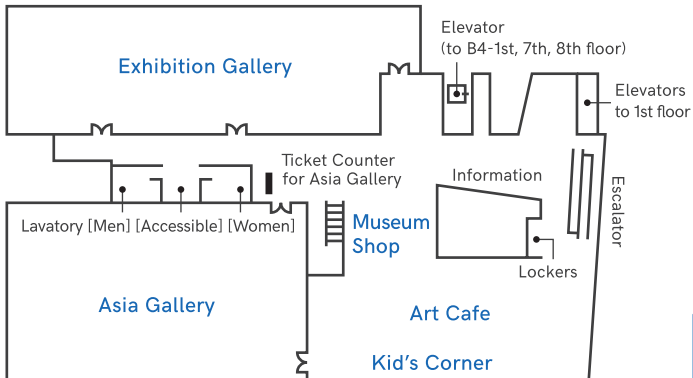 Elevator
(to B4-1st, 7th, 8th floor)
Exhibition Gallery
Elevators
to 1st floor
Ticket Counter
for Asia Gallery
Information
Escalator
Lavatory [Men] [Accessible] [Women]
Museum
Shop
Lockers
Asia Gallery
Art Cafe
Kid's Corner